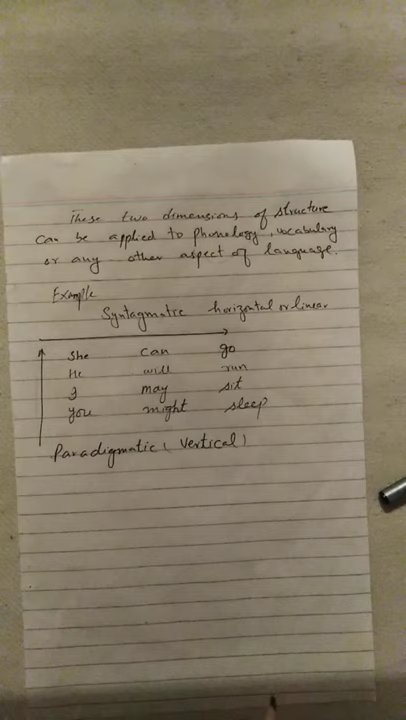 These two dimensions of structure
can be applied to phonology, vocabulary
or any other aspect of language.
Example
Syntagmatic horizontal or linear
She can go
He will run
I may sit
you might sleep
Paradigmatic (vertical)